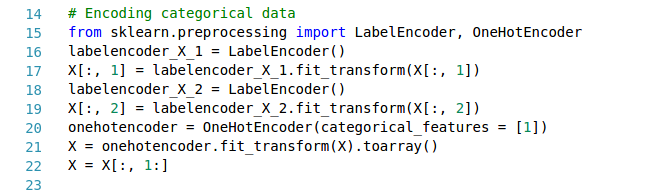 14 # Encoding categorical data
15 from sklearn.preprocessing import LabelEncoder, OneHotEncoder
16 labelencoder_X_1 = LabelEncoder()
17 X[:, 1] = labelencoder_X_1.fit_transform(X[:, 1])
18 labelencoder_X_2 = LabelEncoder()
19 X[:, 2] = labelencoder_X_2.fit_transform(X[:, 2])
20 onehotencoder = OneHotEncoder(categorical_features = [1])
21 X = onehotencoder.fit_transform(X).toarray()
22 X = X[:, 1:]
23